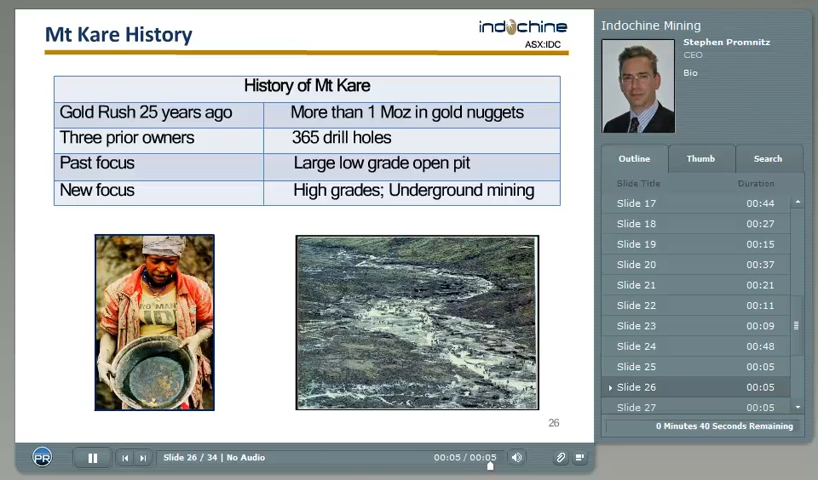 Mt Kare History
indochine
ASX:IDC
History of Mt Kare
Gold Rush 25 years ago More than 1 Moz in gold nuggets
Three prior owners 365 drill holes
Past focus Large low grade open pit
New focus High grades; Underground mining
26
Indochine Mining
Stephen Promnitz
CEO
Bio
Outline Thumb Search
Slide Title Duration
Slide 17 00:44
Slide 18 00:27
Slide 19 00:15
Slide 20 00:37
Slide 21 00:21
Slide 22 00:11
Slide 23 00:09
Slide 24 00:48
Slide 25 00:05
Slide 26 00:05
Slide 27 00:05
0 Minutes 40 Seconds Remaining
PR Slide 26 / 34 | No Audio 00:05 / 00:05